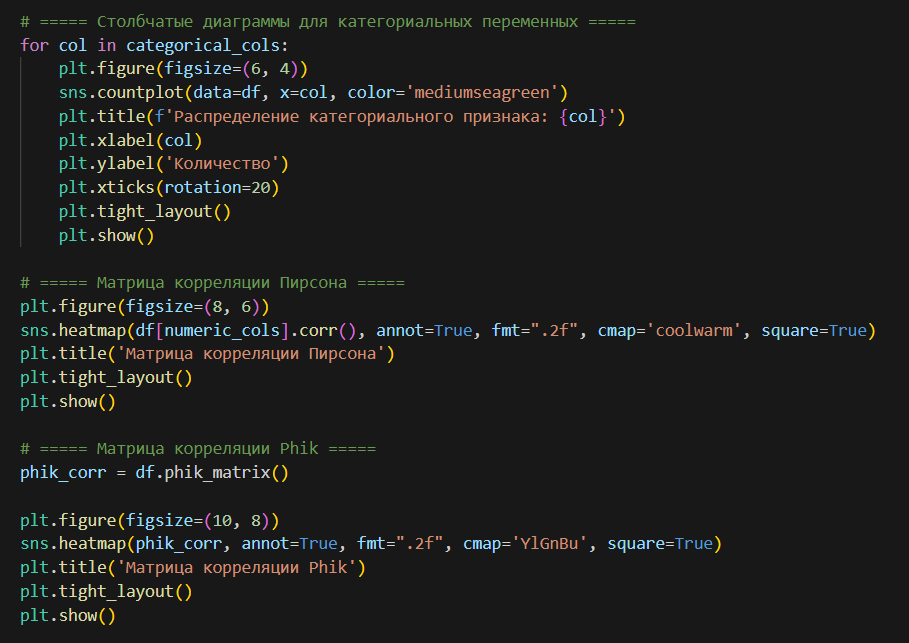 # ===== Столбчатые диаграммы для категориальных переменных =====
for col in categorical_cols:
    plt.figure(figsize=(6, 4))
    sns.countplot(data=df, x=col, color='mediumseagreen')
    plt.title(f'Распределение категориального признака: {col}')
    plt.xlabel(col)
    plt.ylabel('Количество')
    plt.xticks(rotation=20)
    plt.tight_layout()
    plt.show()

# ===== Матрица корреляции Пирсона =====
plt.figure(figsize=(8, 6))
sns.heatmap(df[numeric_cols].corr(), annot=True, fmt=".2f", cmap='coolwarm', square=True)
plt.title('Матрица корреляции Пирсона')
plt.tight_layout()
plt.show()

# ===== Матрица корреляции Phik =====
phik_corr = df.phik_matrix()

plt.figure(figsize=(10, 8))
sns.heatmap(phik_corr, annot=True, fmt=".2f", cmap='YlGnBu', square=True)
plt.title('Матрица корреляции Phik')
plt.tight_layout()
plt.show()